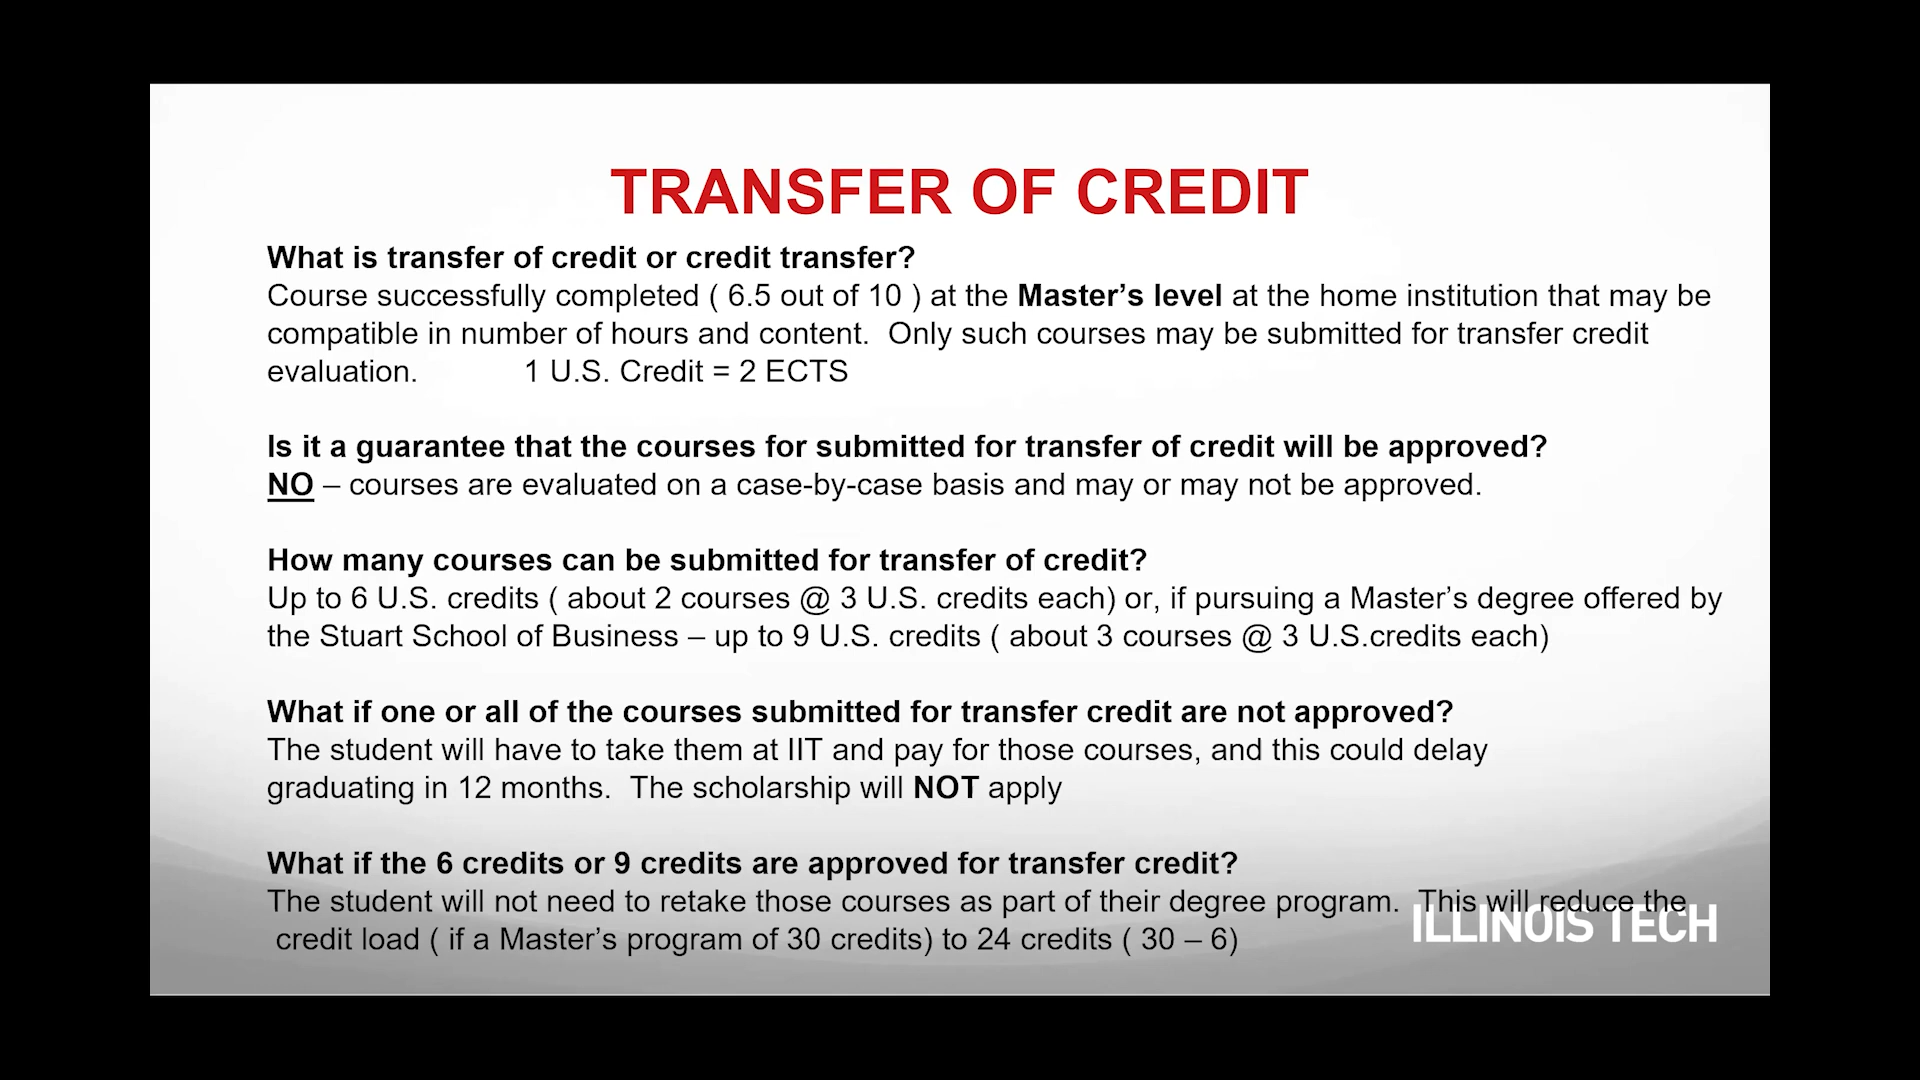 TRANSFER OF CREDIT
What is transfer of credit or credit transfer?
Course successfully completed ( 6.5 out of 10 ) at the Master’s level at the home institution that may be
compatible in number of hours and content.  Only such courses may be submitted for transfer credit
evaluation.             1 U.S. Credit = 2 ECTS
Is it a guarantee that the courses for submitted for transfer of credit will be approved?
NO – courses are evaluated on a case-by-case basis and may or may not be approved.
How many courses can be submitted for transfer of credit?
Up to 6 U.S. credits ( about 2 courses @ 3 U.S. credits each) or, if pursuing a Master’s degree offered by
the Stuart School of Business – up to 9 U.S. credits ( about 3 courses @ 3 U.S.credits each)
What if one or all of the courses submitted for transfer credit are not approved?
The student will have to take them at IIT and pay for those courses, and this could delay
graduating in 12 months.  The scholarship will NOT apply
What if the 6 credits or 9 credits are approved for transfer credit?
The student will not need to retake those courses as part of their degree program.  This will reduce the
credit load ( if a Master’s program of 30 credits) to 24 credits ( 30 – 6)
ILLINOIS TECH